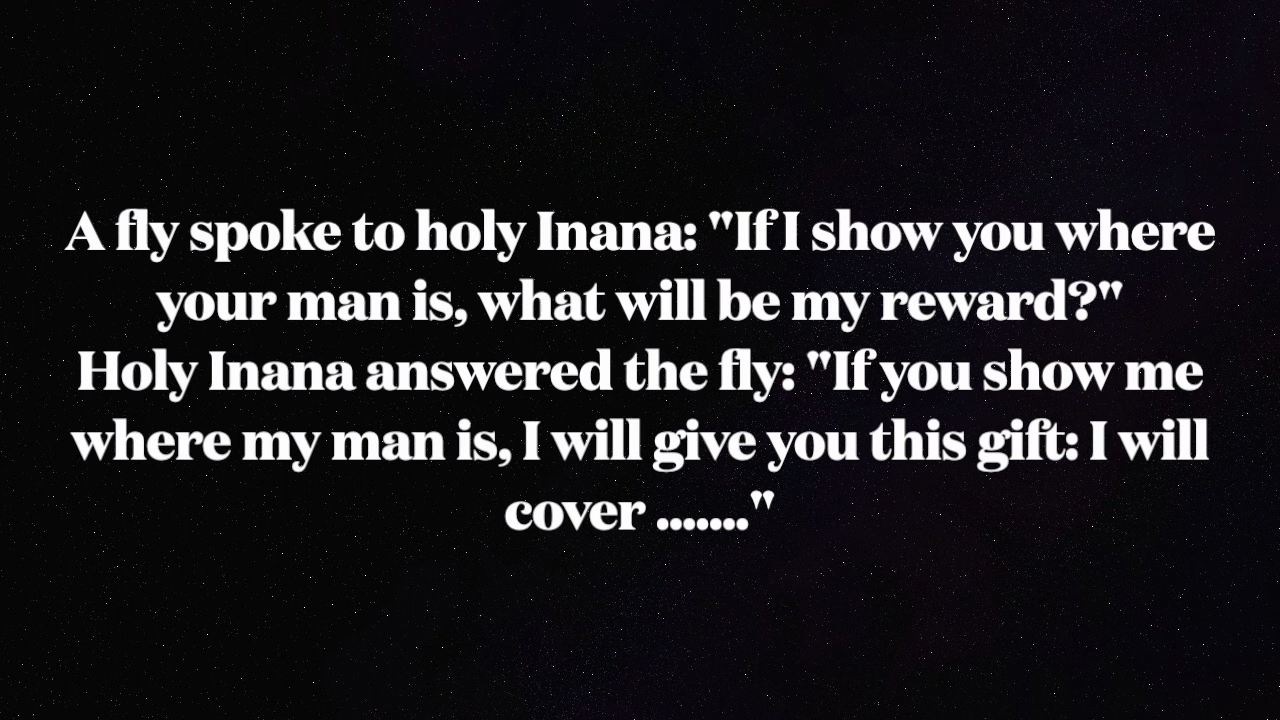 A fly spoke to holy Inana: "If I show you where
your man is, what will be my reward?"
Holy Inana answered the fly: "If you show me
where my man is, I will give you this gift: I will
cover ......."